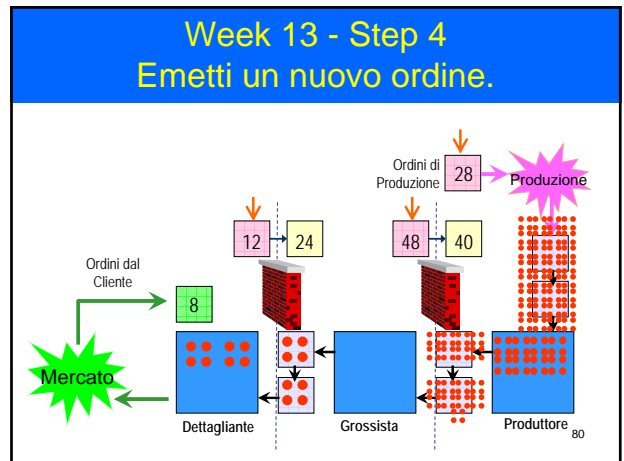 Week 13 - Step 4
Emetti un nuovo ordine.
Ordini di
Produzione
28
Produzione
12
24
48
40
Ordini dal
Cliente
8
Mercato
Dettagliante
Grossista
Produttore
80